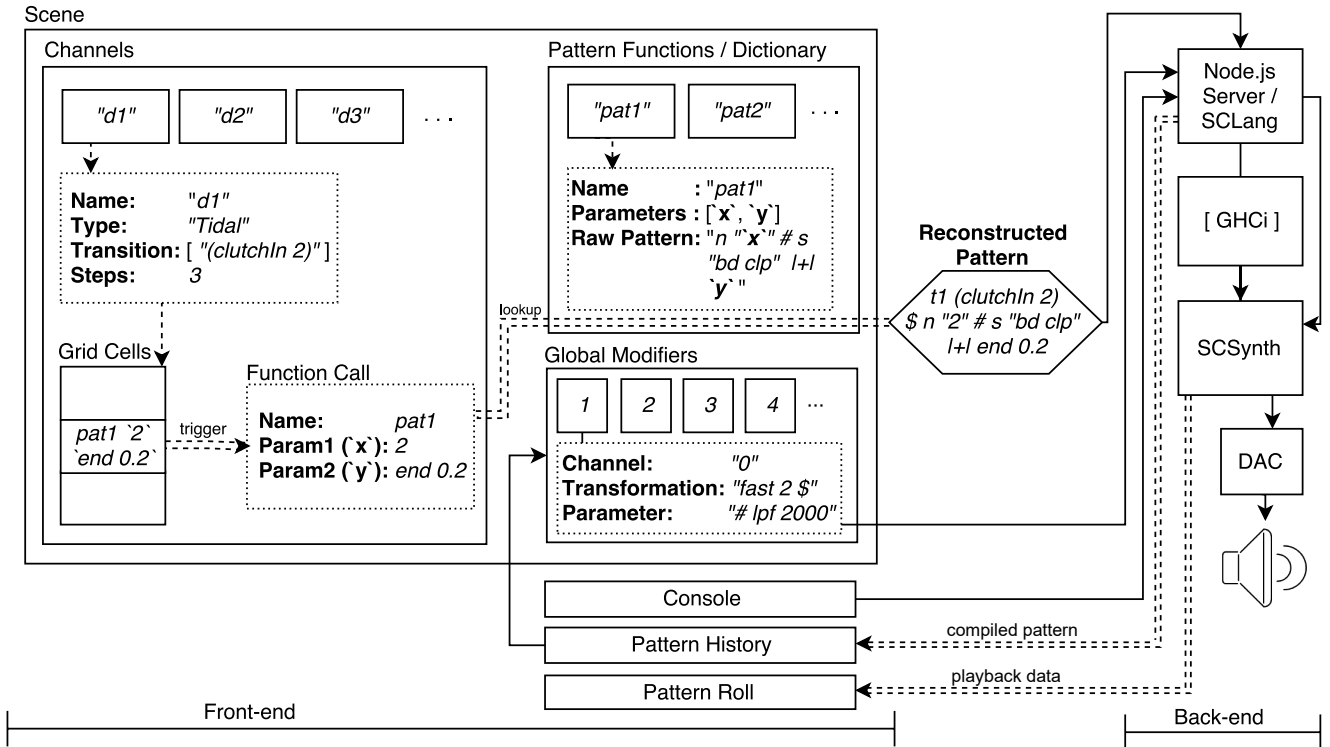 Scene
Channels
"d1"
"d2"
"d3"
. . .
Name: "d1"
Type: "Tidal"
Transition: [ "(clutchIn 2)" ]
Steps: 3
Grid Cells
pat1 `2`
`end 0.2`
trigger
Function Call
Name: pat1
Param1 (`x`): 2
Param2 (`y`): end 0.2
Pattern Functions / Dictionary
"pat1"
"pat2"
. . .
Name : "pat1"
Parameters : [`x`, `y`]
Raw Pattern: "n "`x`" # s
"bd clp" |+|
`y` "
lookup
Global Modifiers
1
2
3
4
...
Channel: "0"
Transformation: "fast 2 $"
Parameter: "# lpf 2000"
Console
Pattern History
Pattern Roll
Reconstructed
Pattern
t1 (clutchIn 2)
$ n "2" # s "bd clp"
|+| end 0.2
compiled pattern
playback data
Node.js
Server /
SCLang
[ GHCi ]
SCSynth
DAC
Front-end
Back-end